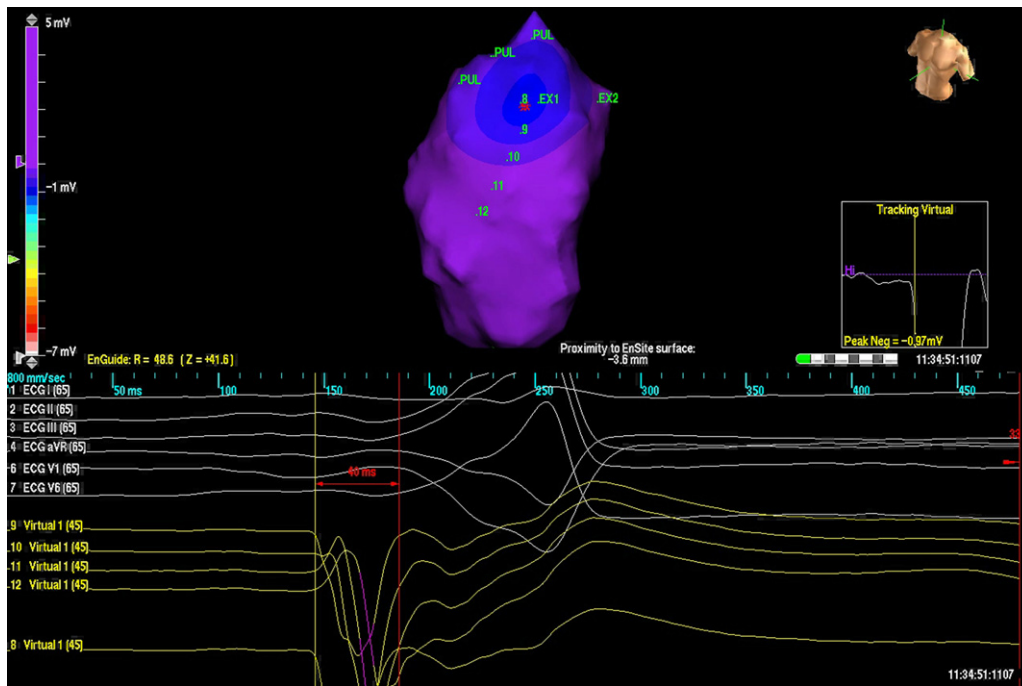 5 mV
.PUL
.PUL
.PUL
.8 .EX1 .EX2
.9
-1 mV
.10
.11
.12
Tracking Virtual
Hi
Peak Neg = -0,97mV
-7 mV
EnGuide: R = 48.6 ( Z = +41.6)
Proximity to EnSite surface:
-3.6 mm
11:34:51:1107
800 mm/sec
50 ms 100 150 200 250 300 350 400 450
1 ECG I (65)
2 ECG II (65)
3 ECG III (65)
4 ECG aVR (65)
33
6 ECG V1 (65)
40 ms
7 ECG V6 (65)
.9 Virtual 1 (45)
.10 Virtual 1 (45)
.11 Virtual 1 (45)
.12 Virtual 1 (45)
.8 Virtual 1 (45)
11:34:51:1107